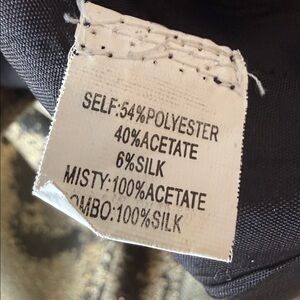 SELF:54%POLYESTER
40%ACETATE
6%SILK
MISTY:100%ACETATE
OMBO:100%SILK